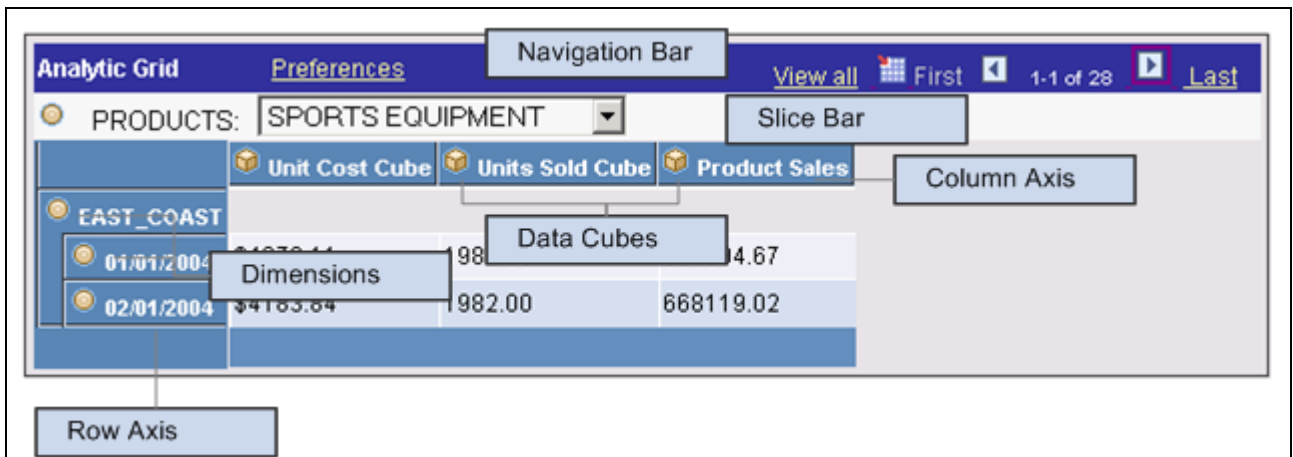 Navigation Bar
Analytic Grid Preferences View all First 1-1 of 28 Last
PRODUCTS: SPORTS EQUIPMENT Slice Bar
Unit Cost Cube Units Sold Cube Product Sales
Column Axis
EAST_COAST
Data Cubes
01/01/2004 4.67
Dimensions
02/01/2004 $4183.84 1982.00 668119.02
Row Axis